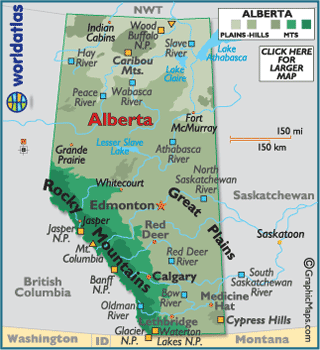 worldatlas
NWT
ALBERTA
PLAINS-HILLS
MTS
CLICK HERE
FOR
LARGER
MAP
Indian
Cabins
Wood
Buffalo
N.P.
Slave
River
Lake
Athabasca
Hay
River
Caribou
Mts.
Lake
Claire
Peace
River
Wabasca
River
Alberta
Fort
McMurray
150 mi
150 km
Lesser Slave
Lake
Grande
Prairie
Athabasca
River
North
Saskatchewan
River
Whitecourt
Saskatchewan
Rocky Mountains
Edmonton
Great Plains
Jasper
Red
Deer
Jasper
N.P.
Mt.
Columbia
Saskatoon
Red Deer
River
British
Columbia
Banff
N.P.
Calgary
South
Saskatchewan
River
Bow
River
Oldman
River
Medicine
Hat
Lethbridge
Cypress Hills
Glacier
N.P.
Waterton
Lakes N.P.
Washington
ID
Montana
©GraphicMaps.com